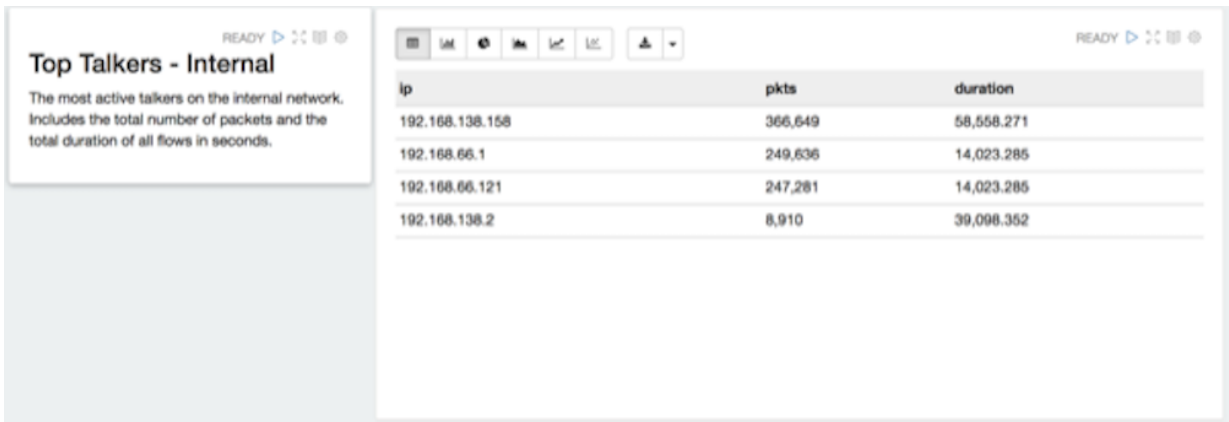 READY
Top Talkers - Internal
The most active talkers on the internal network.
Includes the total number of packets and the
total duration of all flows in seconds.
READY
ip pkts duration
192.168.138.158 366,649 58,558.271
192.168.66.1 249,636 14,023.285
192.168.66.121 247,281 14,023.285
192.168.138.2 8,910 39,098.352